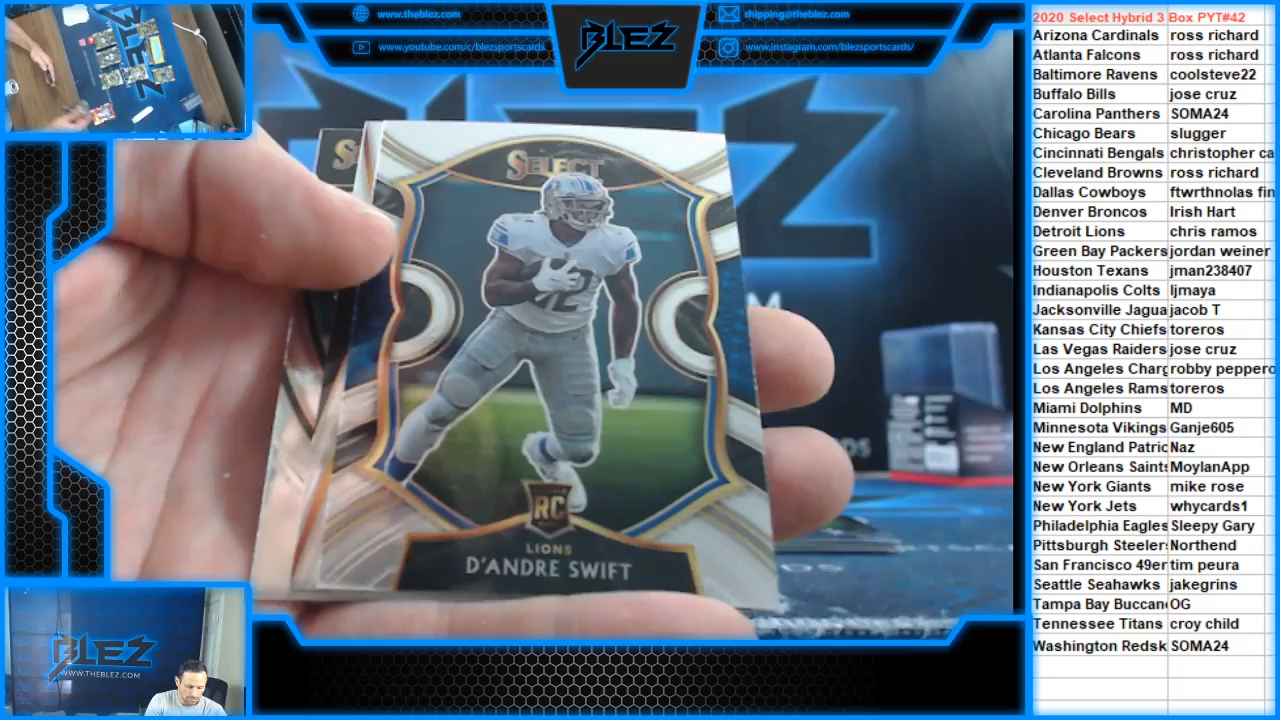 www.theblez.com
shipping@theblez.com
www.youtube.com/c/blezsportscards
www.instagram.com/blezsportscards/
BLEZ
SELECT
RC
LIONS
D'ANDRE SWIFT
BLEZ
WWW.THEBLEZ.COM
2020 Select Hybrid 3 Box PYT#42
Arizona Cardinals ross richard
Atlanta Falcons ross richard
Baltimore Ravens coolsteve22
Buffalo Bills jose cruz
Carolina Panthers SOMA24
Chicago Bears slugger
Cincinnati Bengals christopher ca
Cleveland Browns ross richard
Dallas Cowboys ftwrthnolas fin
Denver Broncos Irish Hart
Detroit Lions chris ramos
Green Bay Packers jordan weiner
Houston Texans jman238407
Indianapolis Colts ljmaya
Jacksonville Jagua jacob T
Kansas City Chiefs toreros
Las Vegas Raiders jose cruz
Los Angeles Charg robby peppero
Los Angeles Rams toreros
Miami Dolphins MD
Minnesota Vikings Ganje605
New England Patric Naz
New Orleans Saints MoylanApp
New York Giants mike rose
New York Jets whycards1
Philadelphia Eagles Sleepy Gary
Pittsburgh Steelers Northend
San Francisco 49er tim peura
Seattle Seahawks jakegrins
Tampa Bay Buccan OG
Tennessee Titans croy child
Washington Redsk SOMA24